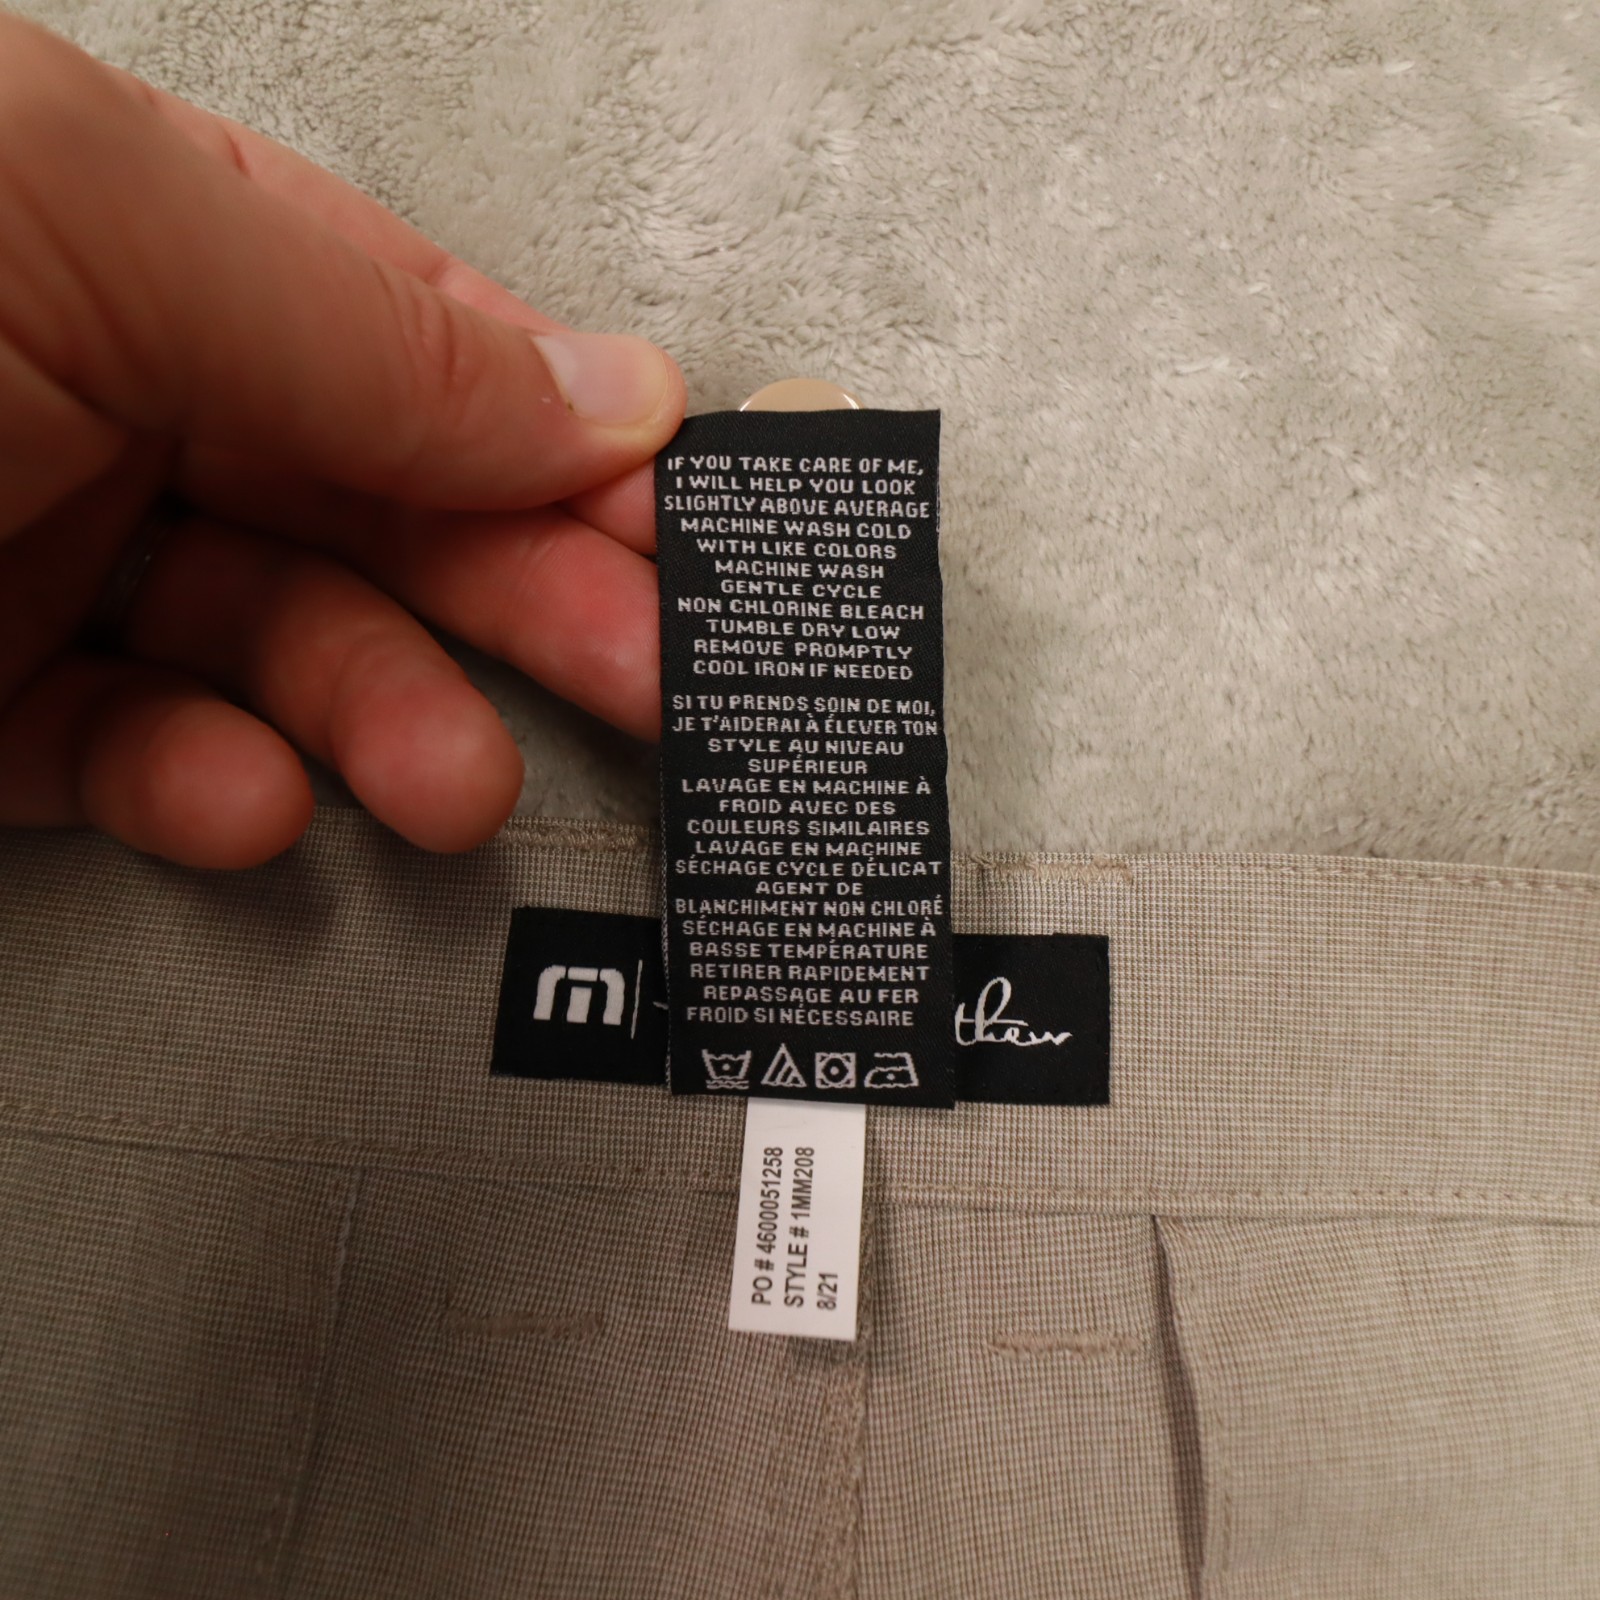 IF YOU TAKE CARE OF ME,
I WILL HELP YOU LOOK
SLIGHTLY ABOVE AVERAGE
MACHINE WASH COLD
WITH LIKE COLORS
MACHINE WASH
GENTLE CYCLE
NON CHLORINE BLEACH
TUMBLE DRY LOW
REMOVE PROMPTLY
COOL IRON IF NEEDED
SI TU PRENDS SOIN DE MOI,
JE T'AIDERAI À ÉLEVER TON
STYLE AU NIVEAU
SUPÉRIEUR
LAVAGE EN MACHINE À
FROID AVEC DES
COULEURS SIMILAIRES
LAVAGE EN MACHINE
SÉCHAGE CYCLE DÉLICAT
AGENT DE
BLANCHIMENT NON CHLORÉ
SÉCHAGE EN MACHINE À
BASSE TEMPÉRATURE
RETIRER RAPIDEMENT
REPASSAGE AU FER
FROID SI NÉCESSAIRE
thew
PO # 4600051258
STYLE # 1MM208
8/21